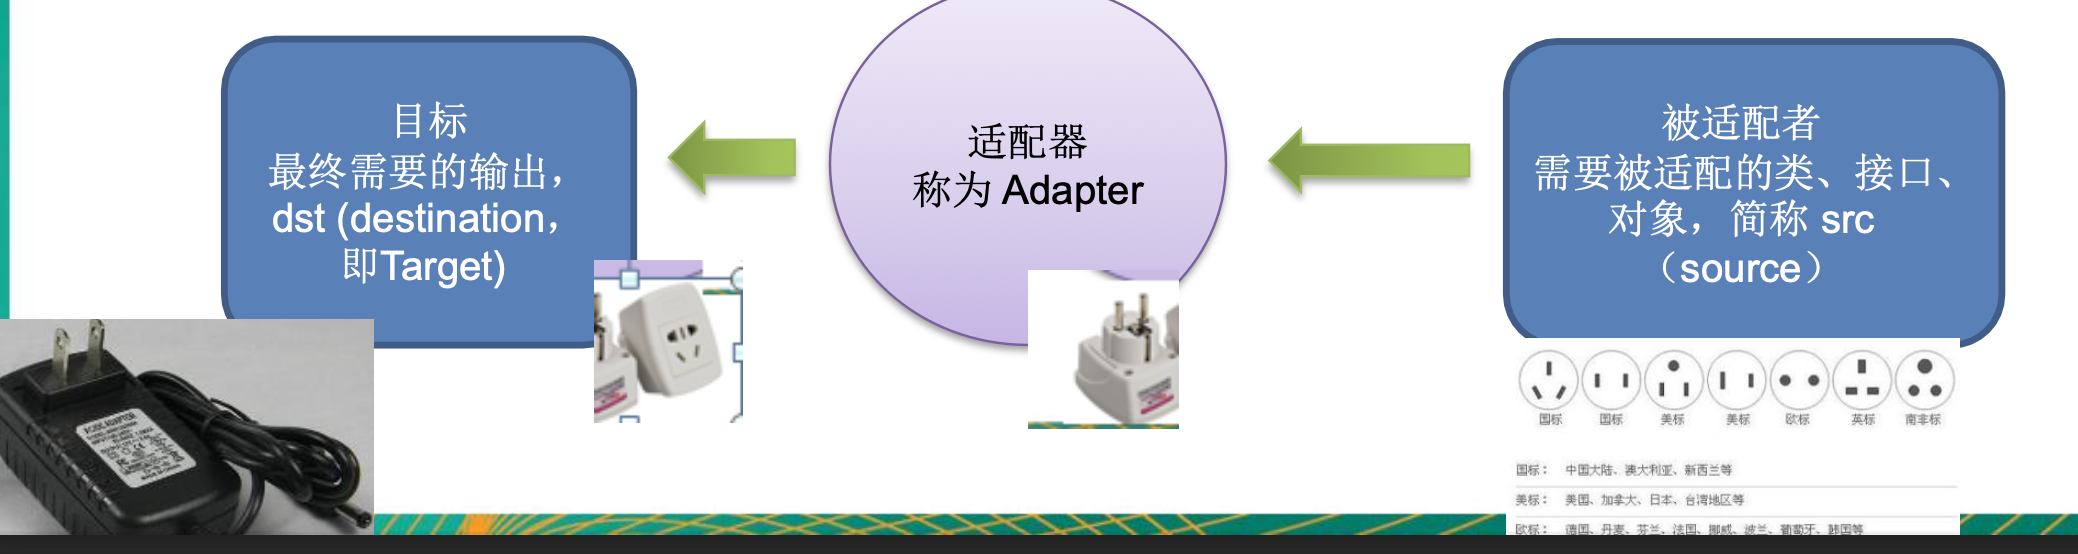 目标
最终需要的输出，
dst (destination，
即Target)
适配器
称为 Adapter
被适配者
需要被适配的类、接口、
对象，简称 src
（source）
AC/DC ADAPTOR
国标 国标 美标 美标 欧标 英标 南非标
国标： 中国大陆、澳大利亚、新西兰等
美标： 美国、加拿大、日本、台湾地区等
欧标： 德国、丹麦、芬兰、法国、挪威、波兰、葡萄牙、韩国等